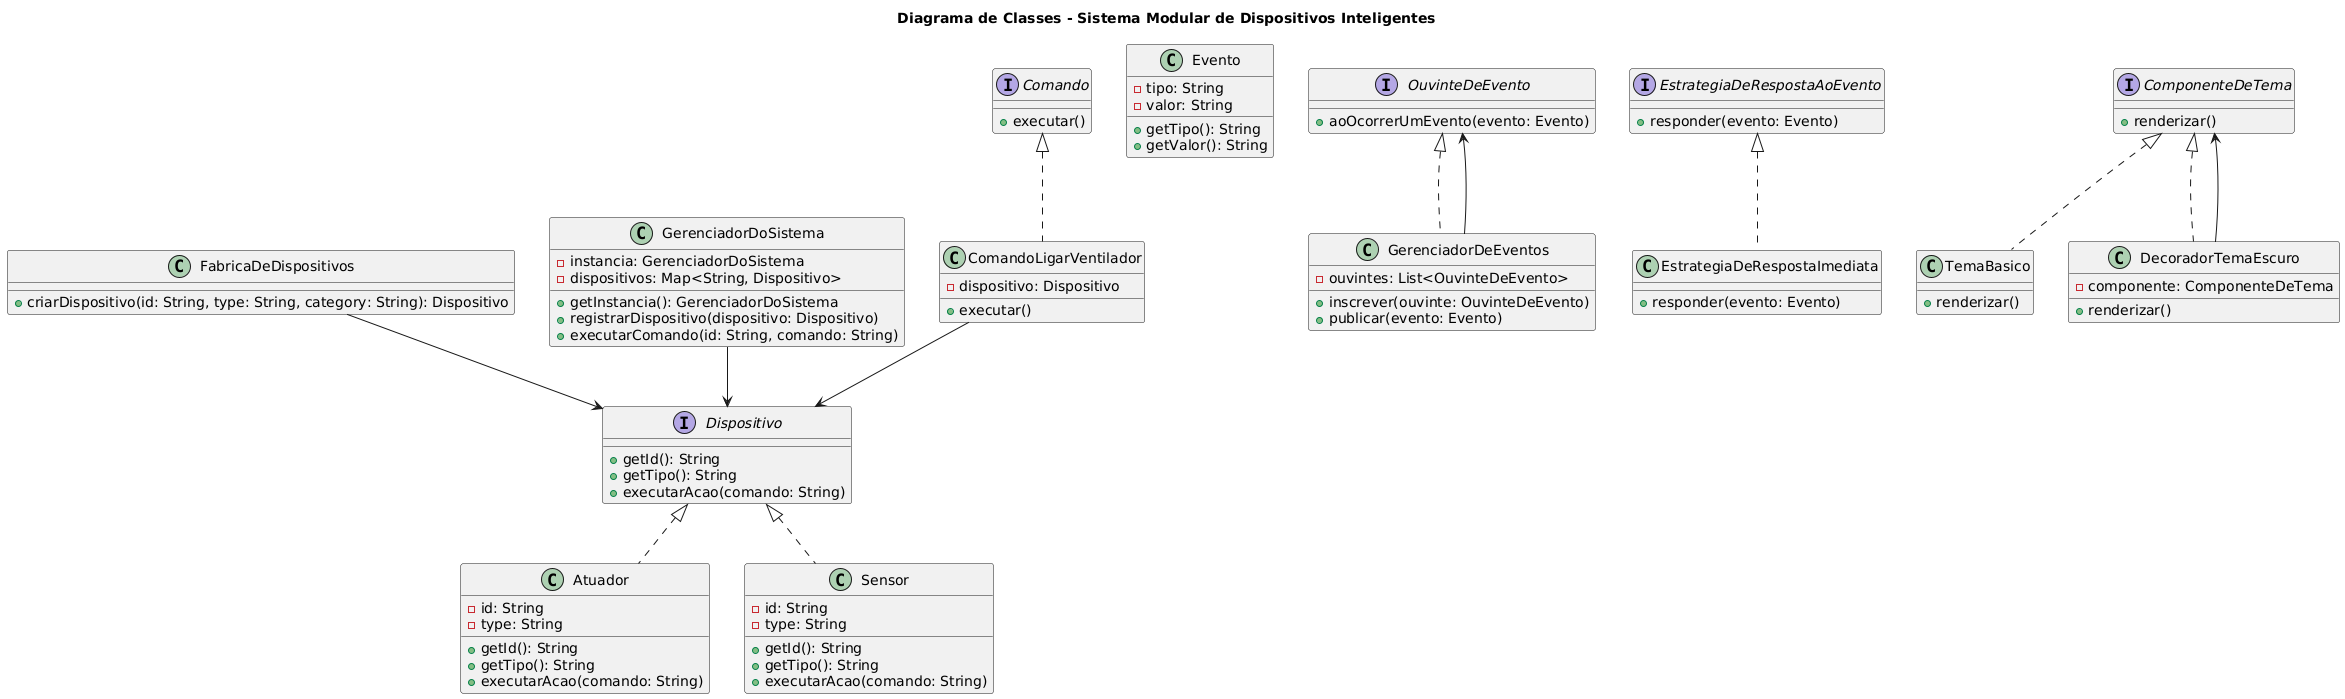 Diagrama de Classes - Sistema Modular de Dispositivos Inteligentes
I Comando
executar()
C Evento
tipo: String
valor: String
getTipo(): String
getValor(): String
I OuvinteDeEvento
aoOcorrerUmEvento(evento: Evento)
I EstrategiaDeRespostaAoEvento
responder(evento: Evento)
I ComponenteDeTema
renderizar()
C FabricaDeDispositivos
criarDispositivo(id: String, type: String, category: String): Dispositivo
C GerenciadorDoSistema
instancia: GerenciadorDoSistema
dispositivos: Map<String, Dispositivo>
getInstancia(): GerenciadorDoSistema
registrarDispositivo(dispositivo: Dispositivo)
executarComando(id: String, comando: String)
C ComandoLigarVentilador
dispositivo: Dispositivo
executar()
C GerenciadorDeEventos
ouvintes: List<OuvinteDeEvento>
inscrever(ouvinte: OuvinteDeEvento)
publicar(evento: Evento)
C EstrategiaDeRespostaImediata
responder(evento: Evento)
C TemaBasico
renderizar()
C DecoradorTemaEscuro
componente: ComponenteDeTema
renderizar()
I Dispositivo
getId(): String
getTipo(): String
executarAcao(comando: String)
C Atuador
id: String
type: String
getId(): String
getTipo(): String
executarAcao(comando: String)
C Sensor
id: String
type: String
getId(): String
getTipo(): String
executarAcao(comando: String)